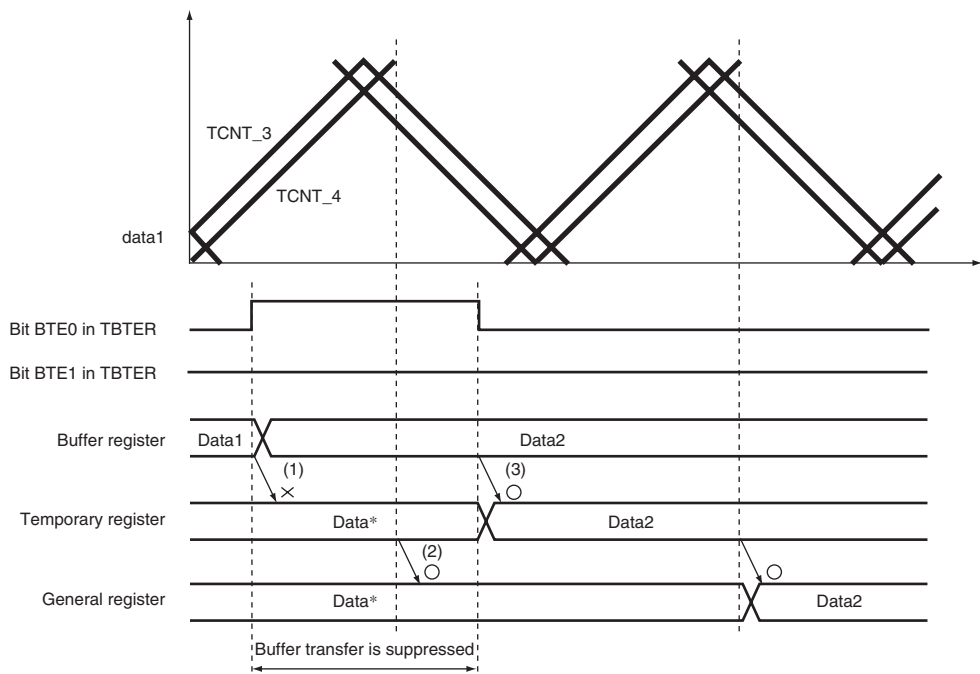 TCNT_3
TCNT_4
data1
Bit BTE0 in TBTER
Bit BTE1 in TBTER
Buffer register
Data1
Data2
(1)
(3)
Temporary register
Data*
Data2
(2)
General register
Data*
Data2
Buffer transfer is suppressed